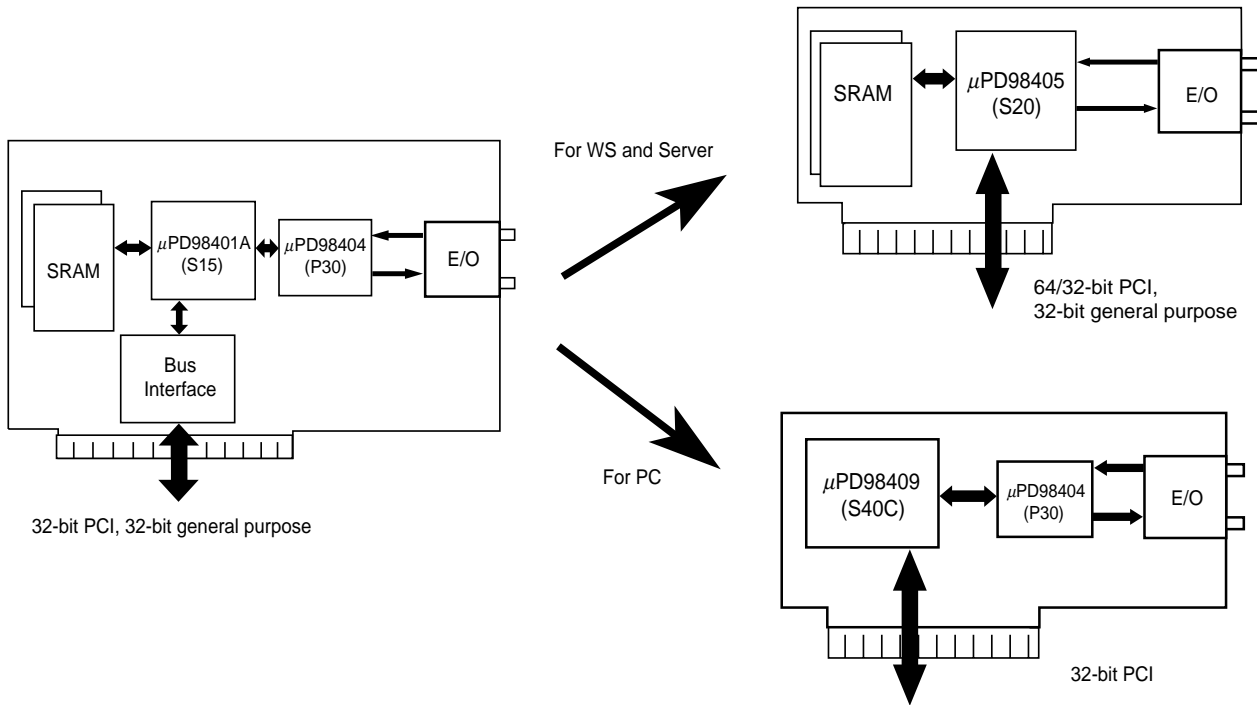 SRAM
μPD98401A
(S15)
μPD98404
(P30)
E/O
Bus
Interface
32-bit PCI, 32-bit general purpose
For WS and Server
For PC
SRAM
μPD98405
(S20)
E/O
64/32-bit PCI,
32-bit general purpose
μPD98409
(S40C)
μPD98404
(P30)
E/O
32-bit PCI